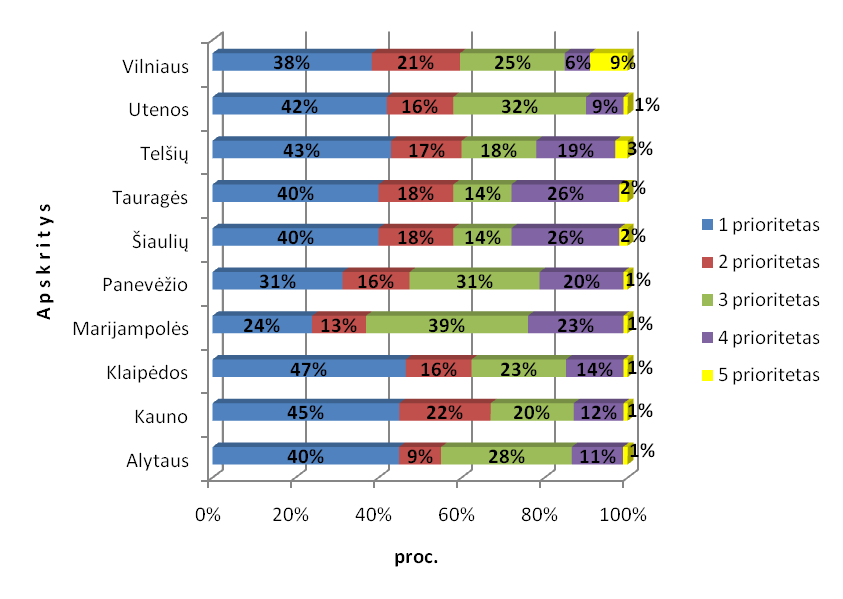 Apskritys
Vilniaus 38% 21% 25% 6% 9%
Utenos 42% 16% 32% 9% 1%
Telšių 43% 17% 18% 19% 3%
Tauragės 40% 18% 14% 26% 2%
Šiaulių 40% 18% 14% 26% 2%
Panevėžio 31% 16% 31% 20% 1%
Marijampolės 24% 13% 39% 23% 1%
Klaipėdos 47% 16% 23% 14% 1%
Kauno 45% 22% 20% 12% 1%
Alytaus 40% 9% 28% 11% 1%
0% 20% 40% 60% 80% 100%
proc.
1 prioritetas
2 prioritetas
3 prioritetas
4 prioritetas
5 prioritetas